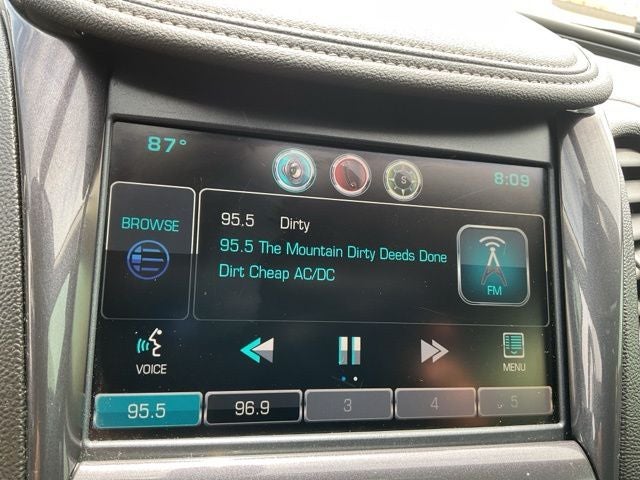 87°
8:09
S
BROWSE
95.5 Dirty
95.5 The Mountain Dirty Deeds Done
Dirt Cheap AC/DC
FM
VOICE
MENU
95.5
96.9
3
4
5